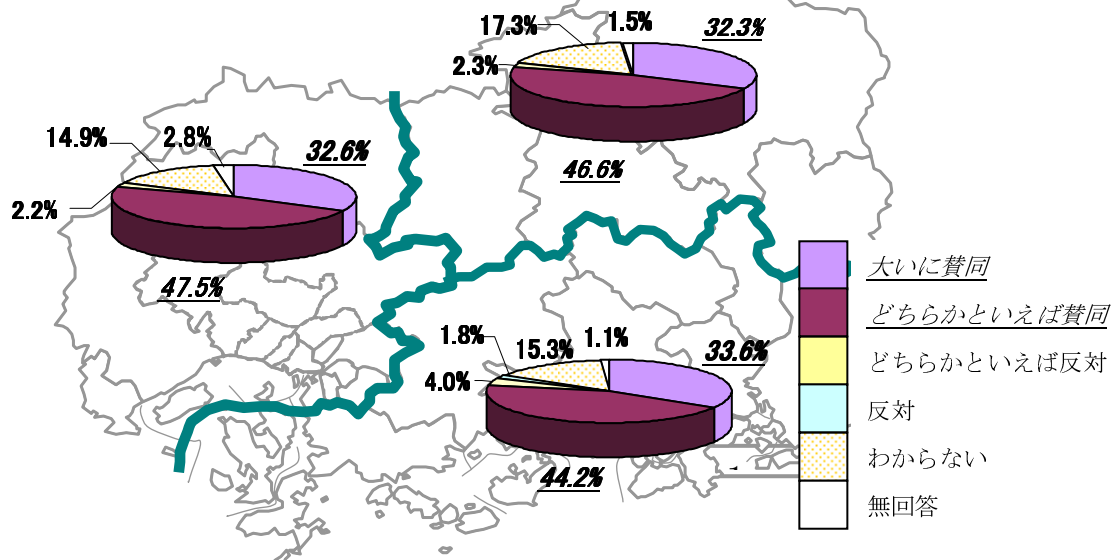 17.3%
1.5%
32.3%
2.3%
46.6%
14.9%
2.8%
32.6%
2.2%
47.5%
1.8%
15.3%
1.1%
33.6%
4.0%
44.2%
大いに賛同
どちらかといえば賛同
どちらかといえば反対
反対
わからない
無回答